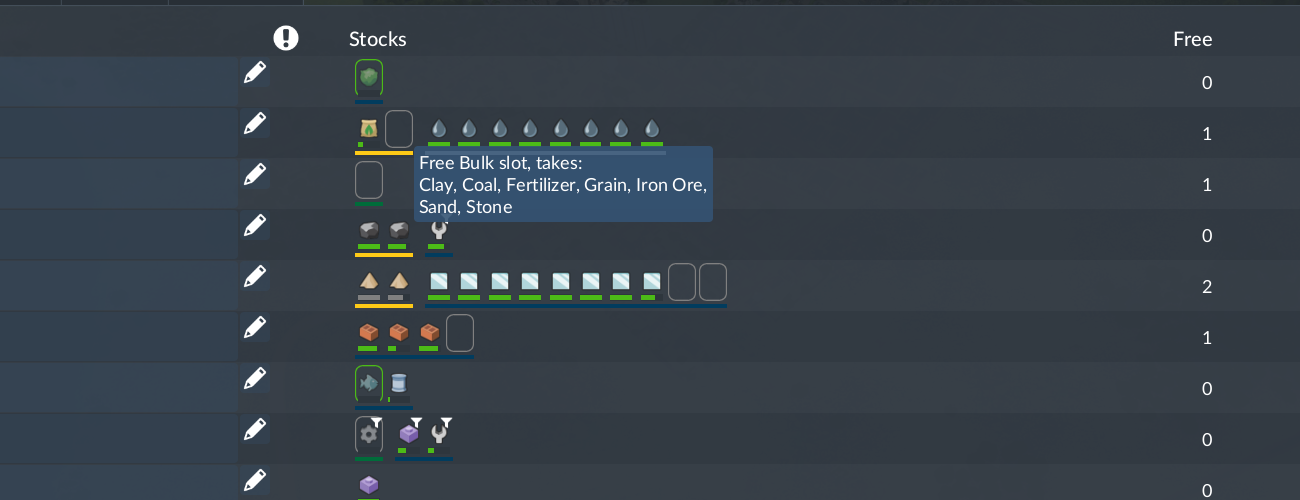 Stocks Free
0
1
Free Bulk slot, takes:
Clay, Coal, Fertilizer, Grain, Iron Ore,
Sand, Stone
1
0
2
1
0
0
0